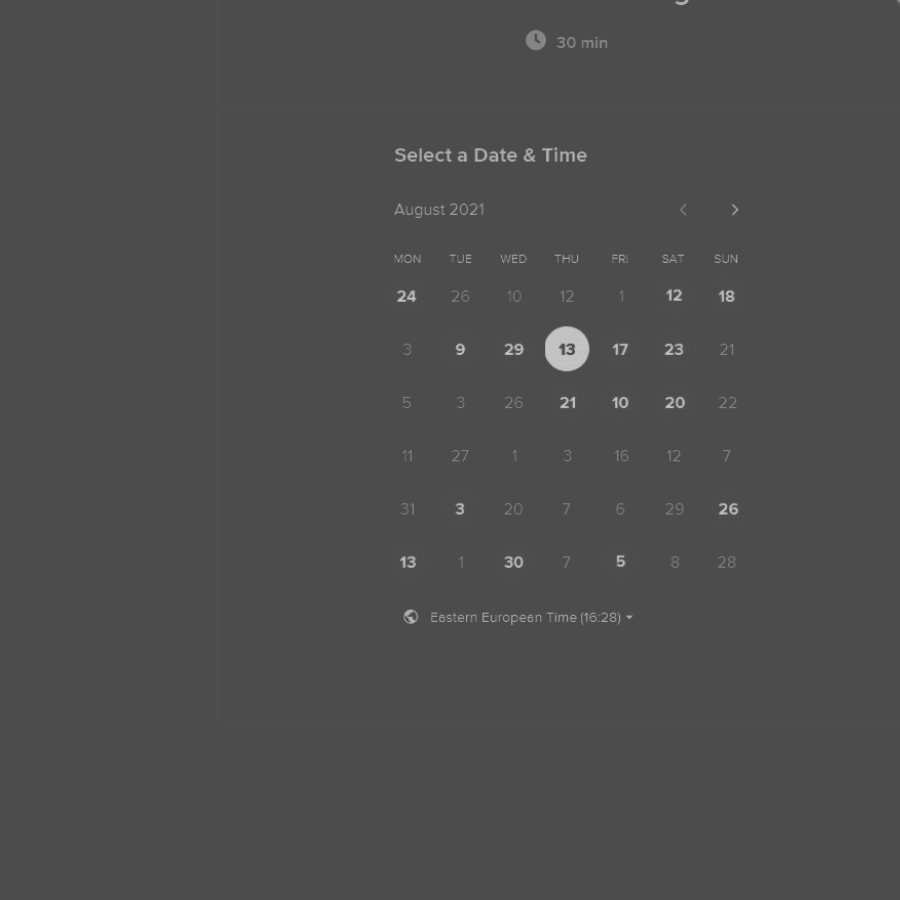 30 min
Select a Date & Time
August 2021
MON TUE WED THU FRI SAT SUN
24 26 10 12 1 12 18
3 9 29 13 17 23 21
5 3 26 21 10 20 22
11 27 1 3 16 12 7
31 3 20 7 6 29 26
13 1 30 7 5 8 28
Eastern European Time (16:28)